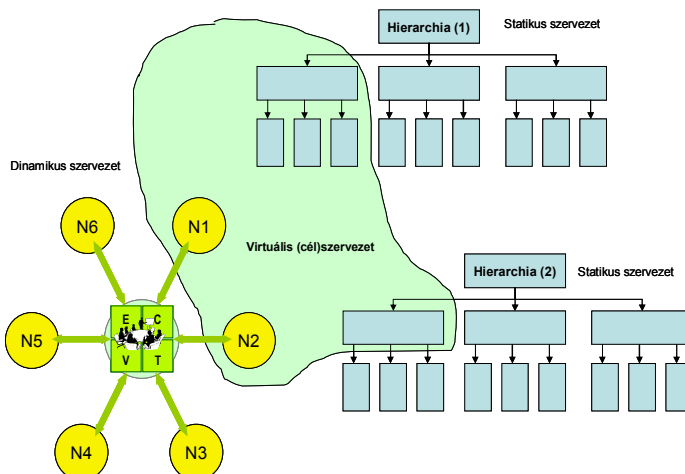 Hierarchia (1)
Statikus szervezet
Dinamikus szervezet
N6
N1
Virtuális (cél)szervezet
Hierarchia (2)
Statikus szervezet
E
C
N5
N2
V
T
N4
N3